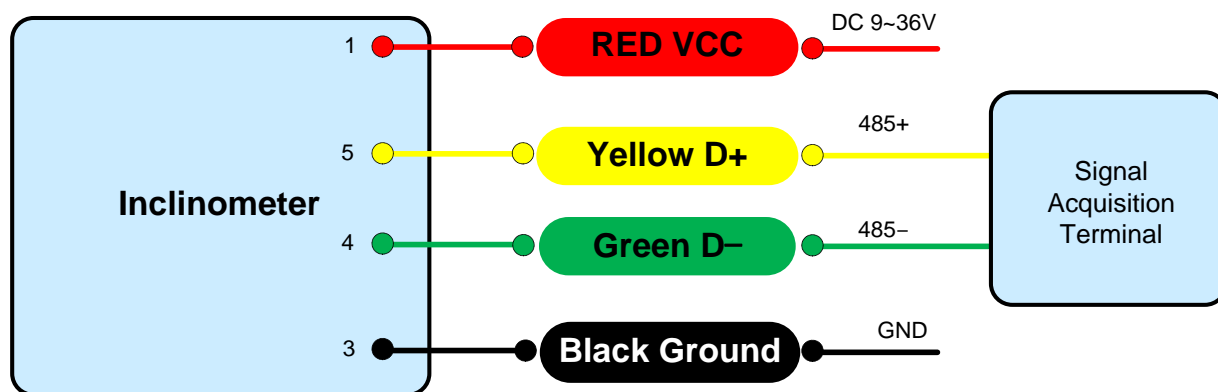 1
RED VCC
DC 9~36V
5
Yellow D+
485+
Inclinometer
4
Green D−
485−
Signal
Acquisition
Terminal
3
Black Ground
GND